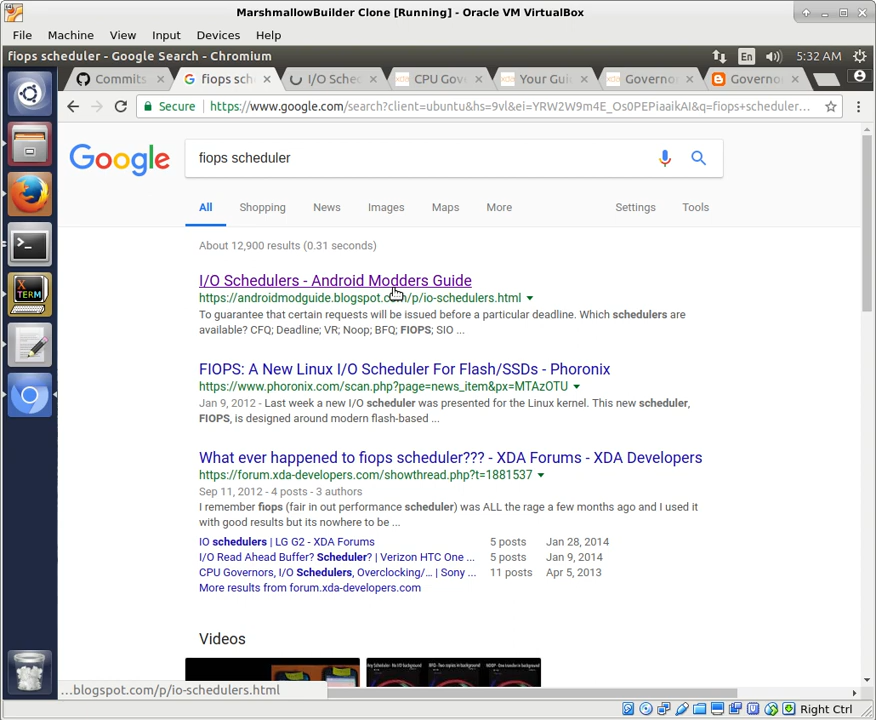 MarshmallowBuilder Clone [Running] - Oracle VM VirtualBox
File Machine View Input Devices Help
fiops scheduler - Google Search - Chromium
En 5:32 AM
Commits
fiops sch
I/O Sched
CPU Gov
Your Gui
Governo
Governo
Secure https://www.google.com/search?client=ubuntu&hs=9vl&ei=YRW2W9m4E_Os0PEPiaaikAI&q=fiops+scheduler...
Google
fiops scheduler
All Shopping News Images Maps More Settings Tools
About 12,900 results (0.31 seconds)
I/O Schedulers - Android Modders Guide
https://androidmodguide.blogspot.com/p/io-schedulers.html
To guarantee that certain requests will be issued before a particular deadline. Which schedulers are
available? CFQ; Deadline; VR; Noop; BFQ; FIOPS; SIO ...
FIOPS: A New Linux I/O Scheduler For Flash/SSDs - Phoronix
https://www.phoronix.com/scan.php?page=news_item&px=MTAzOTU
Jan 9, 2012 - Last week a new I/O scheduler was presented for the Linux kernel. This new scheduler,
FIOPS, is designed around modern flash-based ...
What ever happened to fiops scheduler??? - XDA Forums - XDA Developers
https://forum.xda-developers.com/showthread.php?t=1881537
Sep 11, 2012 - 4 posts - 3 authors
I remember fiops (fair in out performance scheduler) was ALL the rage a few months ago and I used it
with good results but its nowhere to be ...
IO schedulers | LG G2 - XDA Forums 5 posts Jan 28, 2014
I/O Read Ahead Buffer? Scheduler? | Verizon HTC One ... 5 posts Jan 9, 2014
CPU Governors, I/O Schedulers, Overclocking/... | Sony ... 11 posts Apr 5, 2013
More results from forum.xda-developers.com
Videos
...blogspot.com/p/io-schedulers.html
Right Ctrl